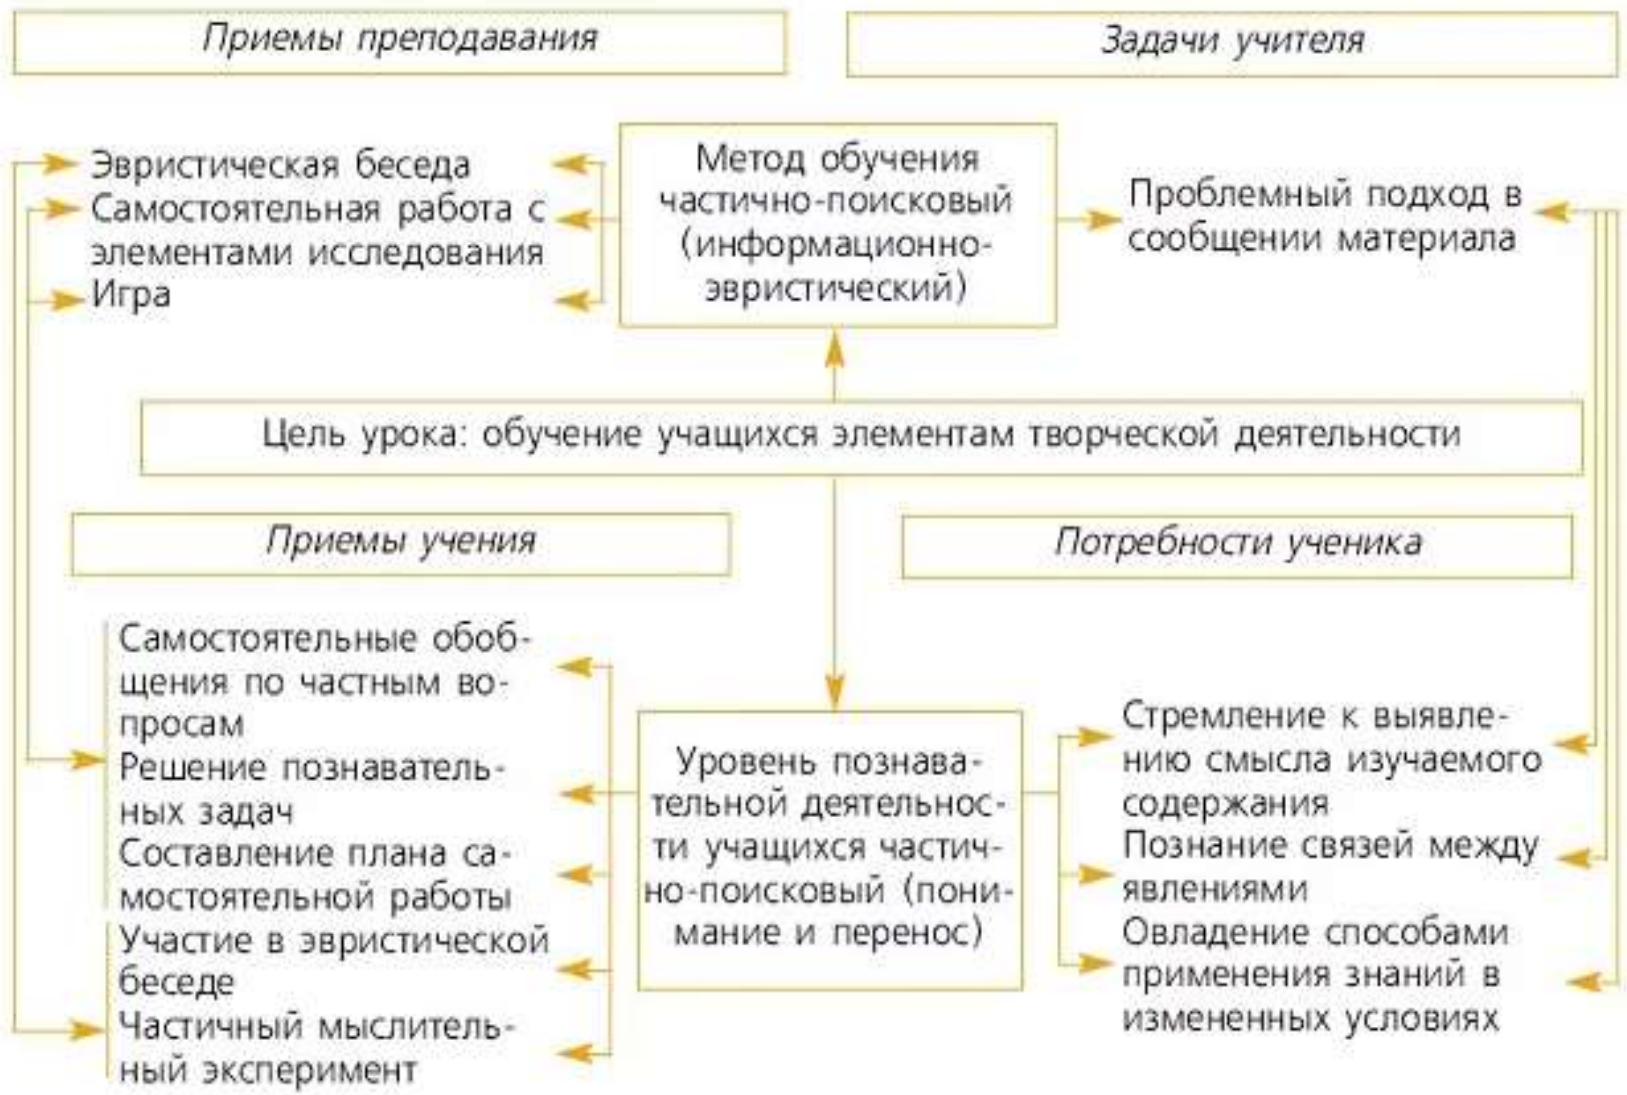 Приемы преподавания
Задачи учителя
Эвристическая беседа
Самостоятельная работа с
элементами исследования
Игра
Метод обучения
частично-поисковый
(информационно-
эвристический)
Проблемный подход в
сообщении материала
Цель урока: обучение учащихся элементам творческой деятельности
Приемы учения
Потребности ученика
Самостоятельные обоб-
щения по частным во-
просам
Решение познаватель-
ных задач
Составление плана са-
мостоятельной работы
Участие в эвристической
беседе
Частичный мыслитель-
ный эксперимент
Уровень познава-
тельной деятельнос-
ти учащихся частич-
но-поисковый (пони-
мание и перенос)
Стремление к выявле-
нию смысла изучаемого
содержания
Познание связей между
явлениями
Овладение способами
применения знаний в
измененных условиях